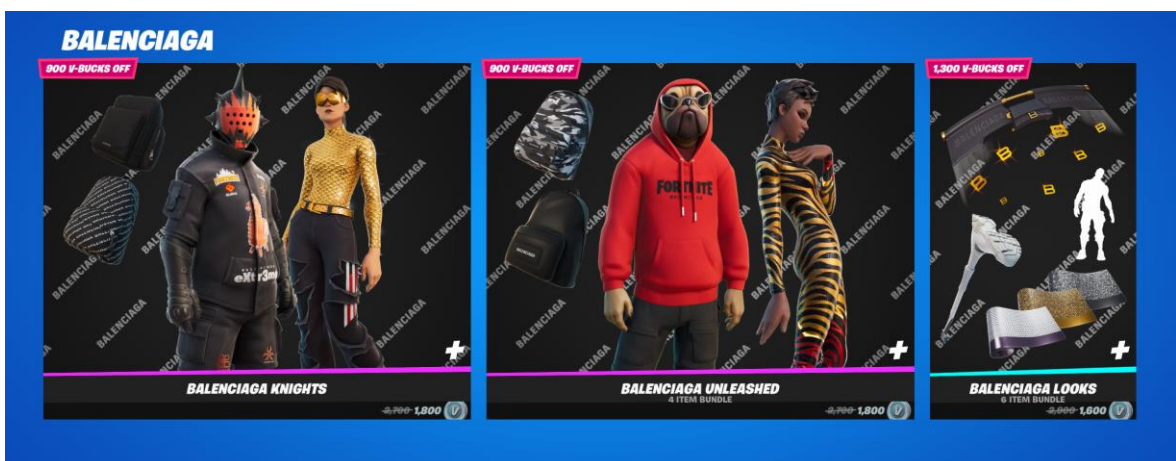 BALENCIAGA
900 V-BUCKS OFF
BALENCIAGA KNIGHTS
2,700 1,800
900 V-BUCKS OFF
FORTNITE
BALENCIAGA
BALENCIAGA UNLEASHED
4 ITEM BUNDLE
2,700 1,800
1,300 V-BUCKS OFF
BALENCIAGA LOOKS
6 ITEM BUNDLE
2,900 1,600